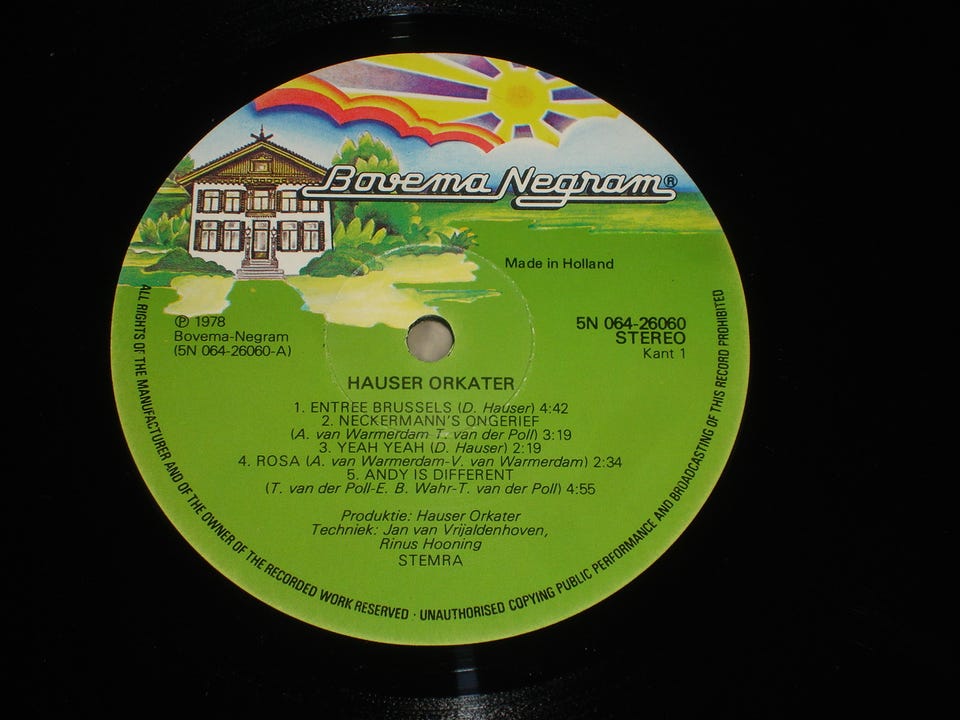 Bovema Negram®
Made in Holland
℗ 1978
Bovema-Negram
(5N 064-26060-A)
5N 064-26060
STEREO
Kant 1
HAUSER ORKATER
1. ENTREE BRUSSELS (D. Hauser) 4:42
2. NECKERMANN'S ONGERIEF
(A. van Warmerdam-T. van der Poll) 3:19
3. YEAH YEAH (D. Hauser) 2:19
4. ROSA (A. van Warmerdam-V. van Warmerdam) 2:34
5. ANDY IS DIFFERENT
(T. van der Poll-E. B. Wahr-T. van der Poll) 4:55
Produktie: Hauser Orkater
Techniek: Jan van Vrijaldenhoven,
Rinus Hooning
STEMRA
ALL RIGHTS OF THE MANUFACTURER AND OF THE OWNER OF THE RECORDED WORK RESERVED · UNAUTHORISED COPYING PUBLIC PERFORMANCE AND BROADCASTING OF THIS RECORD PROHIBITED